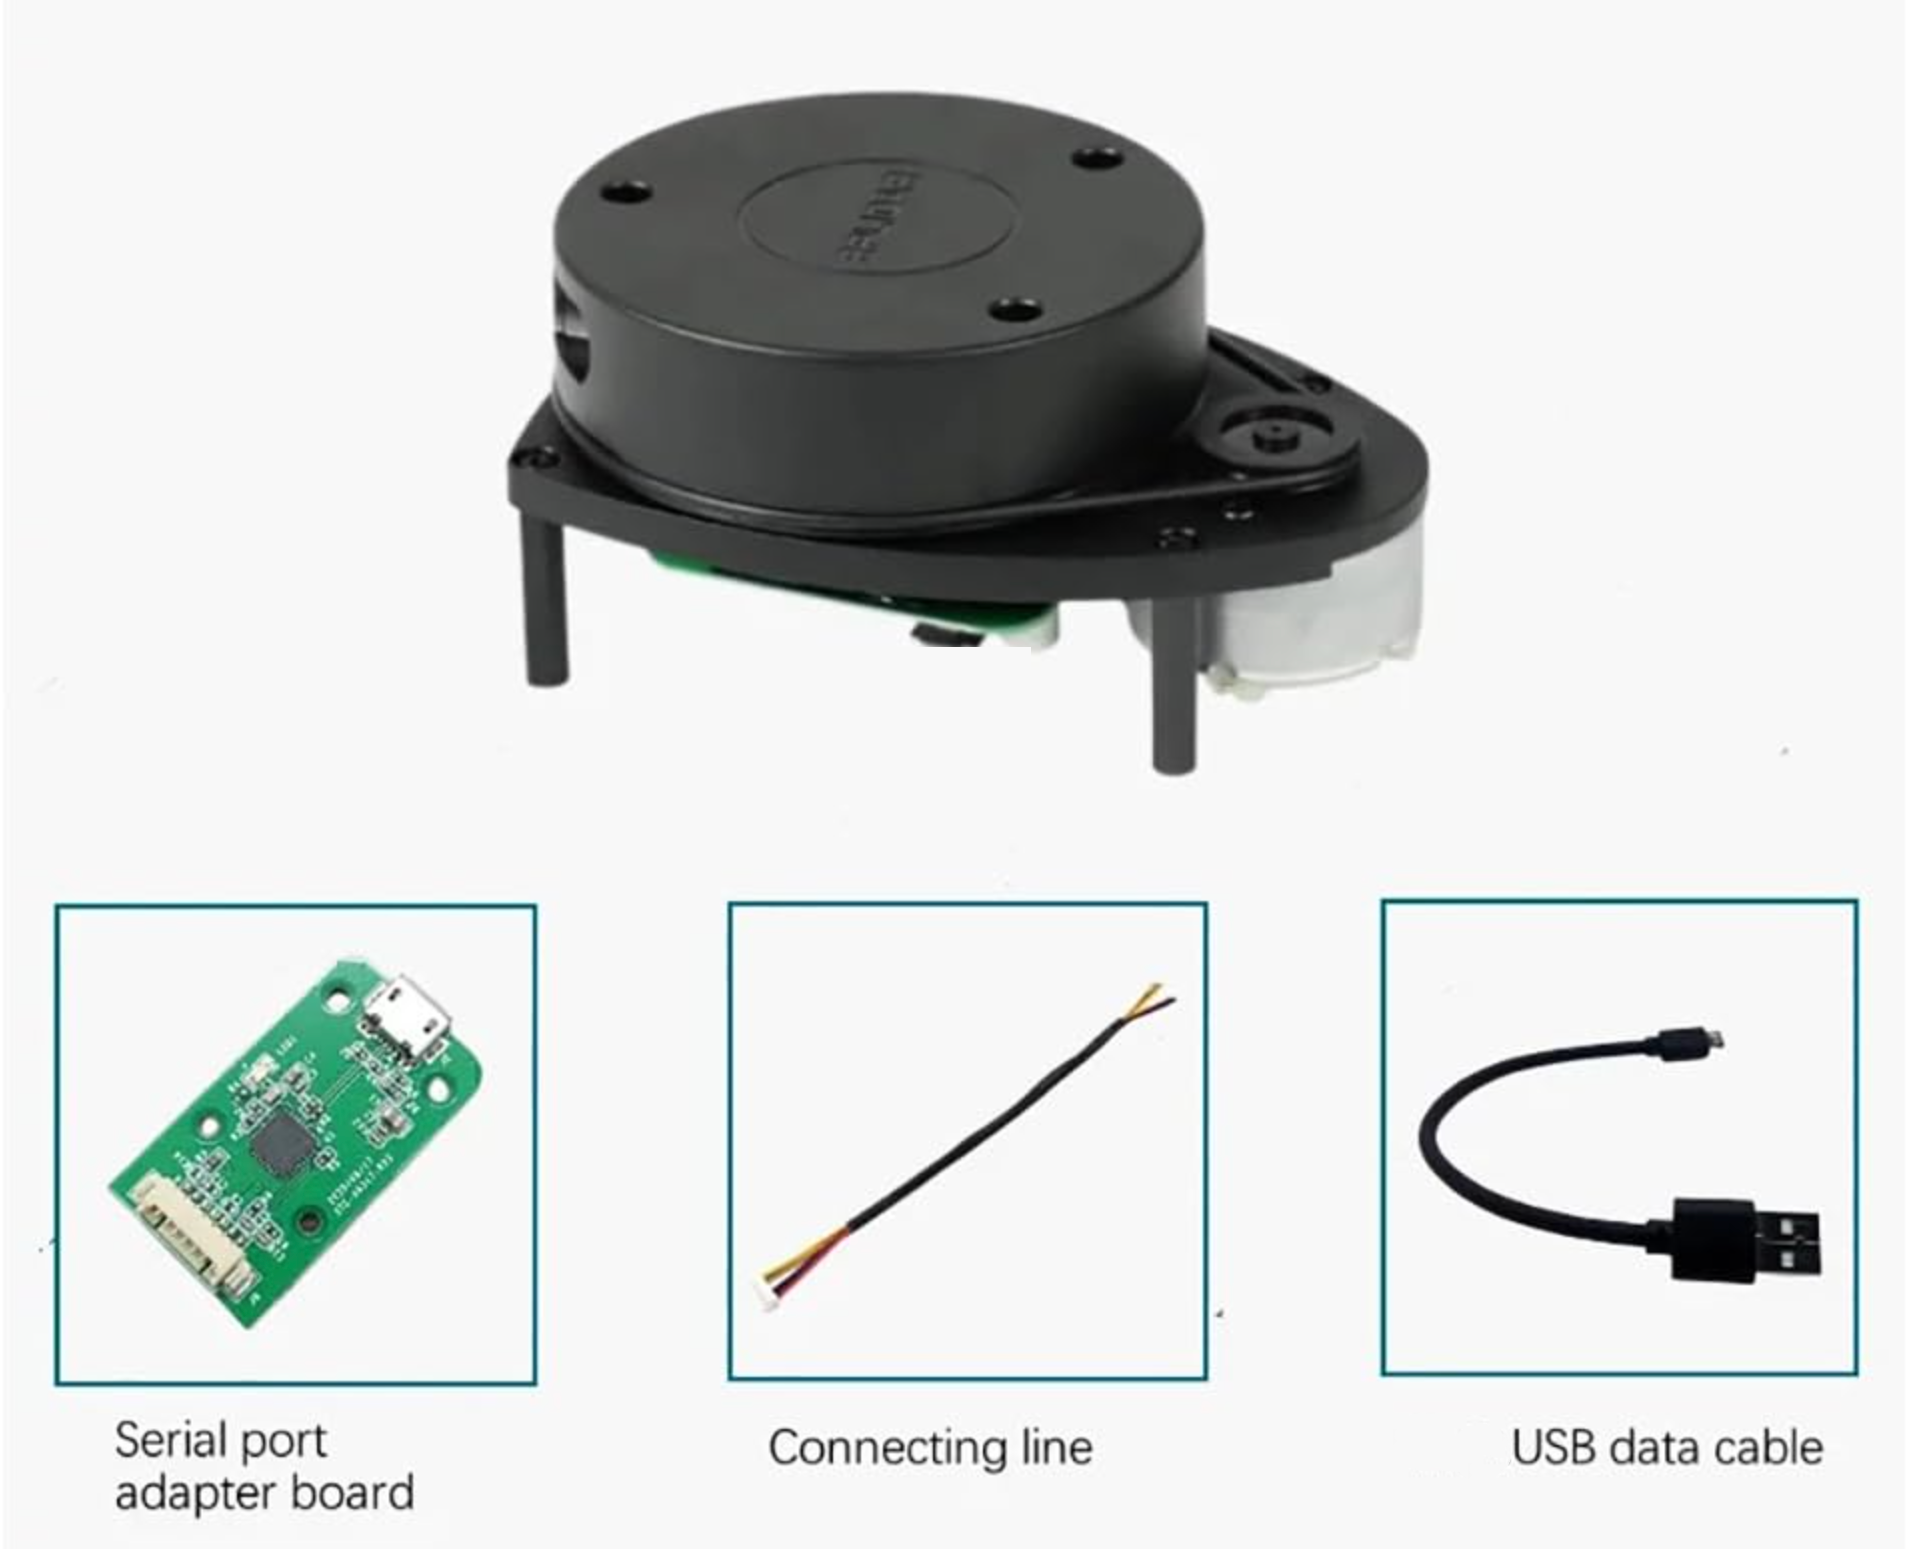 Serial port
adapter board
Connecting line
USB data cable